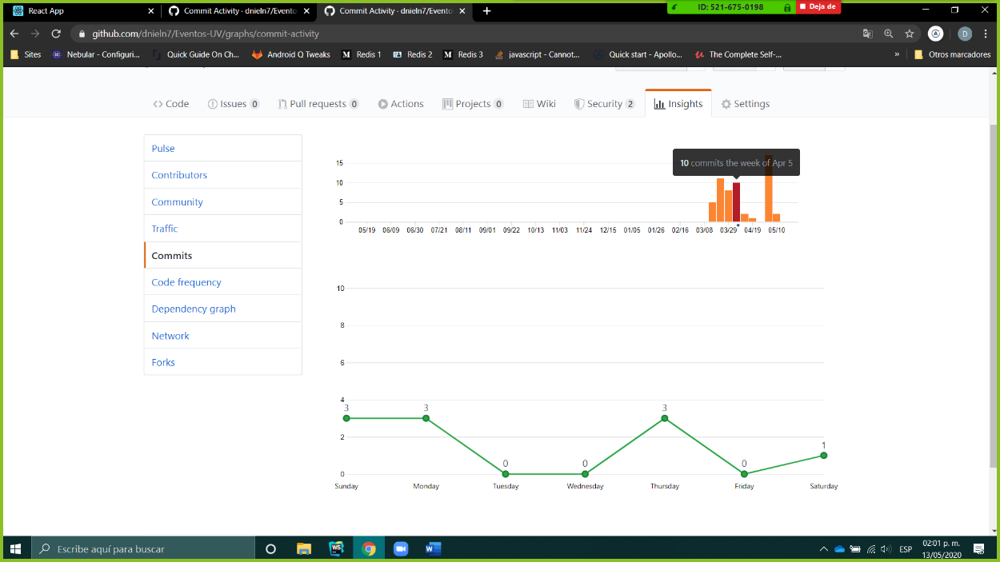 React App
Commit Activity · dnieln7/Evento
Commit Activity · dnieln7/Evento
ID: 521-675-0198
Deja de
github.com/dnieln7/Eventos-UV/graphs/commit-activity
D
Sites
Nebular - Configuri...
Quick Guide On Ch...
Android Q Tweaks
Redis 1
Redis 2
Redis 3
javascript - Cannot...
Quick start - Apollo...
The Complete Self-...
»
Otros marcadores
Code
Issues 0
Pull requests 0
Actions
Projects 0
Wiki
Security 2
Insights
Settings
Pulse
Contributors
Community
Traffic
Commits
Code frequency
Dependency graph
Network
Forks
10 commits the week of Apr 5
15
10
5
0
05/19 06/09 06/30 07/21 08/11 09/01 09/22 10/13 11/03 11/24 12/15 01/05 01/26 02/16 03/08 03/29 04/19 05/10
10
8
6
4
2
0
3 3 0 0 3 0 1
Sunday Monday Tuesday Wednesday Thursday Friday Saturday
Escribe aquí para buscar
WS
W
ESP
02:01 p. m.
13/05/2020